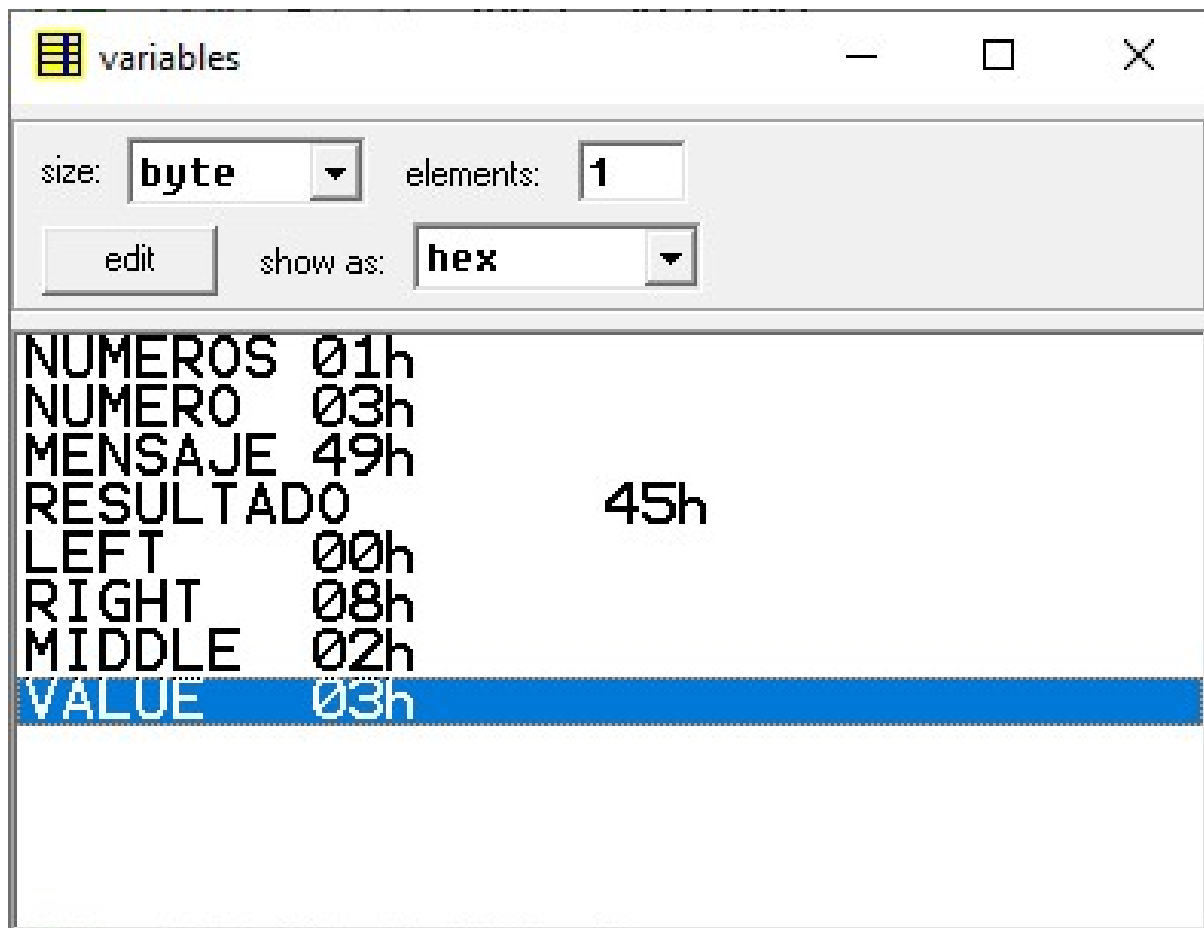 variables
size: byte elements: 1
edit show as: hex
NUMEROS 01h
NUMERO 03h
MENSAJE 49h
RESULTADO 45h
LEFT 00h
RIGHT 08h
MIDDLE 02h
VALUE 03h